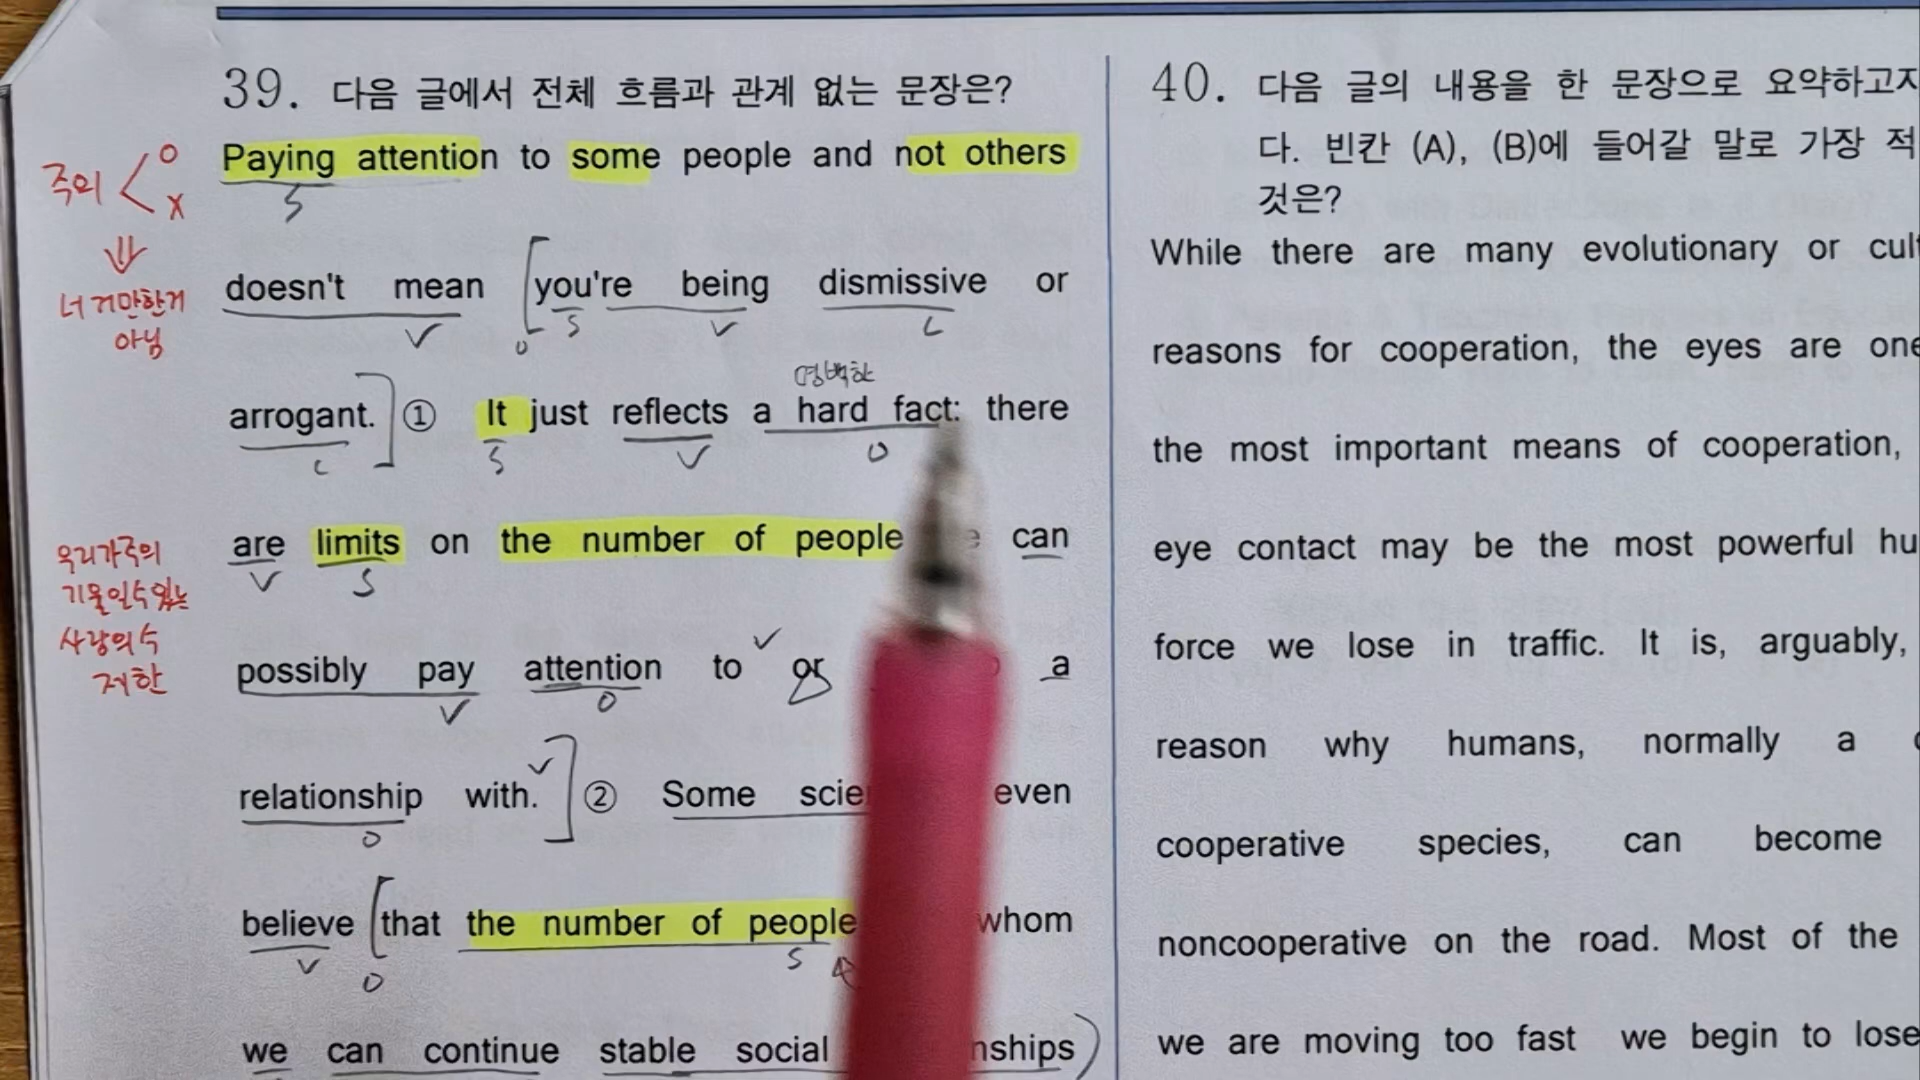 39. 다음 글에서 전체 흐름과 관계 없는 문장은?
Paying attention to some people and not others
S
doesn't mean [you're being dismissive or
V O S V C
명백한
arrogant.] ① It just reflects a hard fact: there
C S V O
are limits on the number of people can
V S
possibly pay attention to or a
V O
relationship with.] ② Some even
O
believe [that the number of people whom
V O S
we can continue stable social
주의 < O
X
⇓
너 거만한거
아님
우리가 주의
기울일 수 있는
사람의 수
제한
40. 다음 글의 내용을 한 문장으로 요약하고자
다. 빈칸 (A), (B)에 들어갈 말로 가장 적
것은?
While there are many evolutionary or
reasons for cooperation, the eyes are one
the most important means of cooperation,
eye contact may be the most powerful
force we lose in traffic. It is, arguably,
reason why humans, normally a
cooperative species, can become
noncooperative on the road. Most of the
we are moving too fast we begin to lose